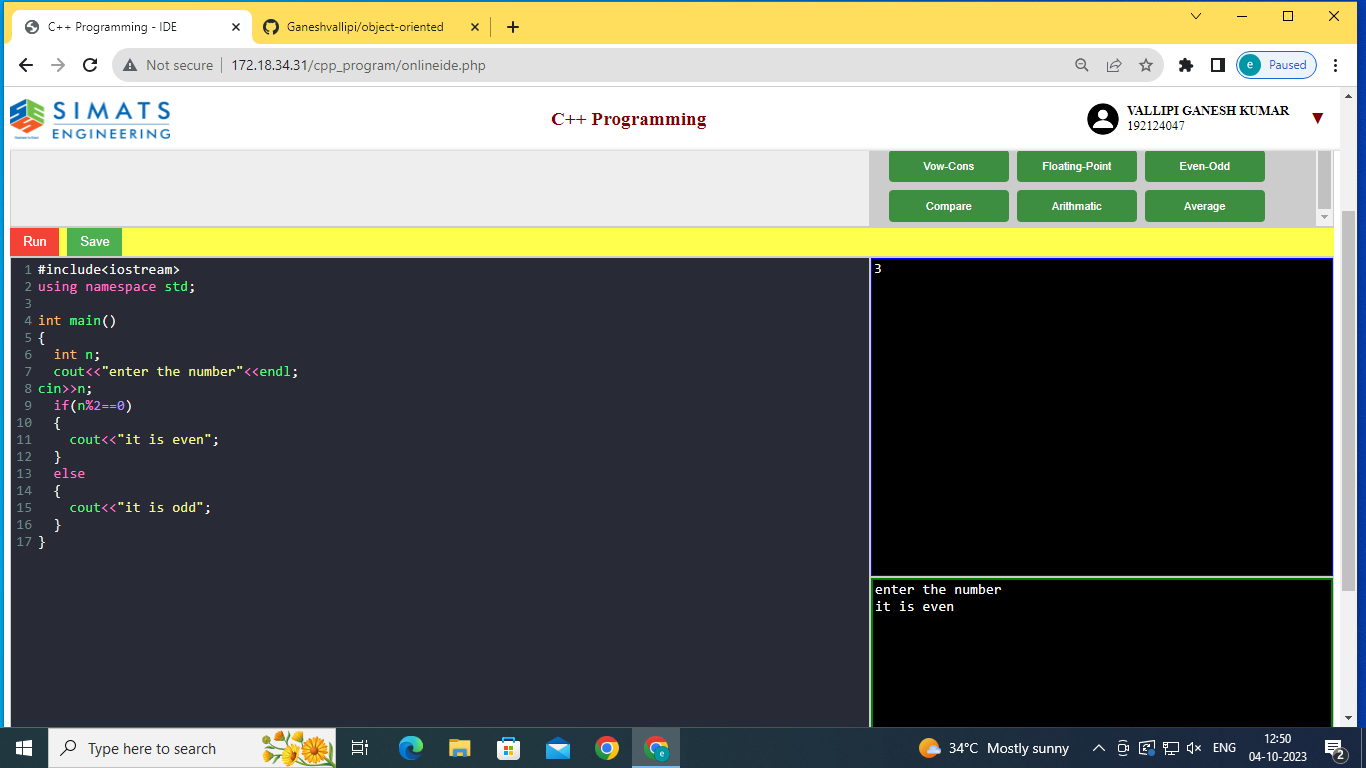 C++ Programming - IDE
Ganeshvallipi/object-oriented
Not secure
172.18.34.31/cpp_program/onlineide.php
e
Paused
SIMATS
ENGINEERING
C++ Programming
VALLIPI GANESH KUMAR
192124047
Vow-Cons
Floating-Point
Even-Odd
Compare
Arithmatic
Average
Run
Save
1 #include<iostream>
2 using namespace std;
3
4 int main()
5 {
6   int n;
7   cout<<"enter the number"<<endl;
8 cin>>n;
9   if(n%2==0)
10   {
11     cout<<"it is even";
12   }
13   else
14   {
15     cout<<"it is odd";
16   }
17 }
3
enter the number
it is even
Type here to search
34°C Mostly sunny
ENG
12:50
04-10-2023
2